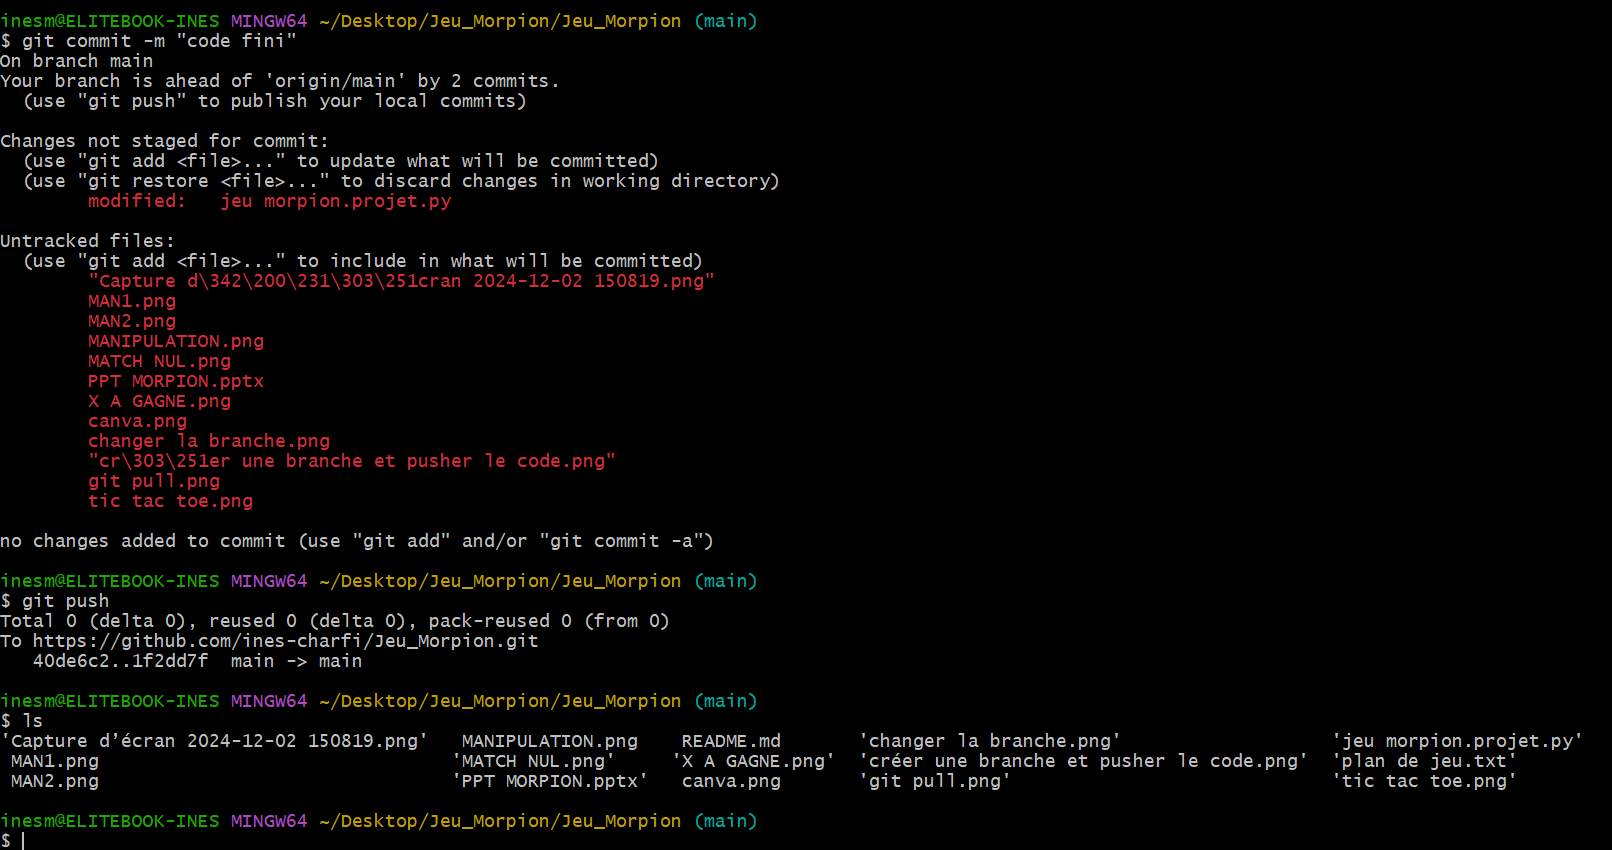 inesm@ELITEBOOK-INES MINGW64 ~/Desktop/Jeu_Morpion/Jeu_Morpion (main)
$ git commit -m "code fini"
On branch main
Your branch is ahead of 'origin/main' by 2 commits.
  (use "git push" to publish your local commits)

Changes not staged for commit:
  (use "git add <file>..." to update what will be committed)
  (use "git restore <file>..." to discard changes in working directory)
        modified:   jeu morpion.projet.py

Untracked files:
  (use "git add <file>..." to include in what will be committed)
        "Capture d\342\200\231\303\251cran 2024-12-02 150819.png"
        MAN1.png
        MAN2.png
        MANIPULATION.png
        MATCH NUL.png
        PPT MORPION.pptx
        X A GAGNE.png
        canva.png
        changer la branche.png
        "cr\303\251er une branche et pusher le code.png"
        git pull.png
        tic tac toe.png

no changes added to commit (use "git add" and/or "git commit -a")

inesm@ELITEBOOK-INES MINGW64 ~/Desktop/Jeu_Morpion/Jeu_Morpion (main)
$ git push
Total 0 (delta 0), reused 0 (delta 0), pack-reused 0 (from 0)
To https://github.com/ines-charfi/Jeu_Morpion.git
   40de6c2..1f2dd7f  main -> main

inesm@ELITEBOOK-INES MINGW64 ~/Desktop/Jeu_Morpion/Jeu_Morpion (main)
$ ls
'Capture d’écran 2024-12-02 150819.png'   MANIPULATION.png    README.md       'changer la branche.png'                    'jeu morpion.projet.py'
 MAN1.png                                'MATCH NUL.png'     'X A GAGNE.png'  'créer une branche et pusher le code.png'  'plan de jeu.txt'
 MAN2.png                                'PPT MORPION.pptx'   canva.png       'git pull.png'                              'tic tac toe.png'

inesm@ELITEBOOK-INES MINGW64 ~/Desktop/Jeu_Morpion/Jeu_Morpion (main)
$